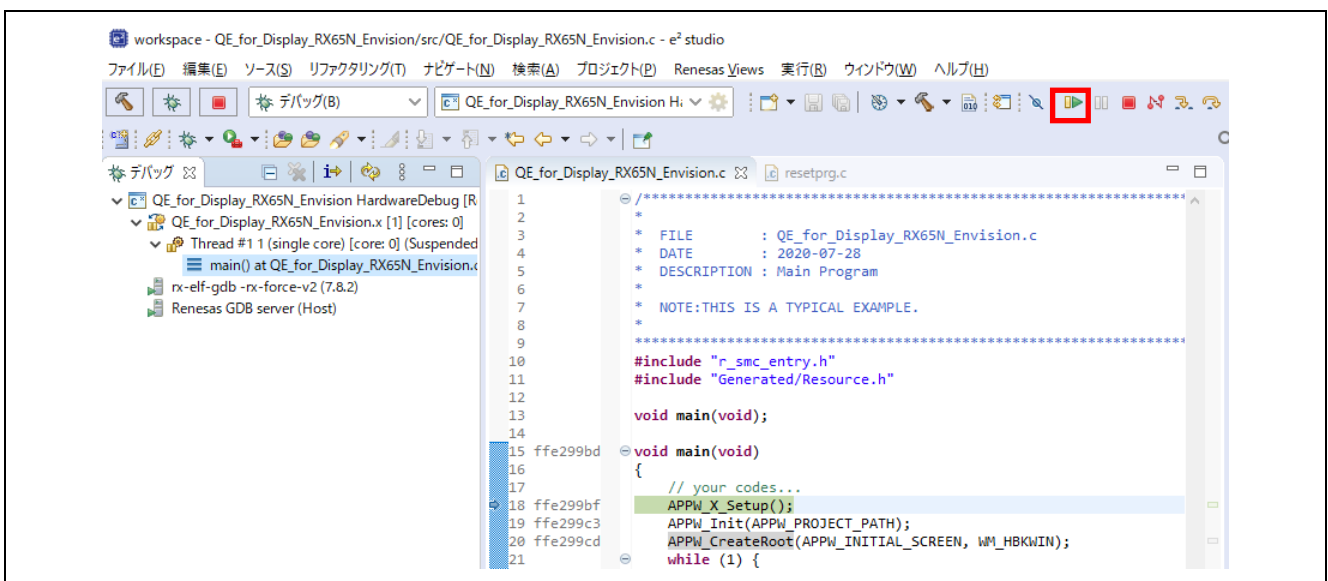 workspace - QE_for_Display_RX65N_Envision/src/QE_for_Display_RX65N_Envision.c - e² studio
ファイル(F) 編集(E) ソース(S) リファクタリング(T) ナビゲート(N) 検索(A) プロジェクト(P) Renesas Views 実行(R) ウィンドウ(W) ヘルプ(H)
デバッグ(B) QE_for_Display_RX65N_Envision Ha
デバッグ
QE_for_Display_RX65N_Envision.c resetprg.c
QE_for_Display_RX65N_Envision HardwareDebug [R
QE_for_Display_RX65N_Envision.x [1] [cores: 0]
Thread #1 1 (single core) [core: 0] (Suspended
main() at QE_for_Display_RX65N_Envision.c
rx-elf-gdb -rx-force-v2 (7.8.2)
Renesas GDB server (Host)
1 /****************************************************************
2 *
3 * FILE : QE_for_Display_RX65N_Envision.c
4 * DATE : 2020-07-28
5 * DESCRIPTION : Main Program
6 *
7 * NOTE:THIS IS A TYPICAL EXAMPLE.
8 *
9 *****************************************************************
10 #include "r_smc_entry.h"
11 #include "Generated/Resource.h"
12
13 void main(void);
14
15 ffe299bd void main(void)
16 {
17 // your codes...
18 ffe299bf APPW_X_Setup();
19 ffe299c3 APPW_Init(APPW_PROJECT_PATH);
20 ffe299cd APPW_CreateRoot(APPW_INITIAL_SCREEN, WM_HBKWIN);
21 while (1) {